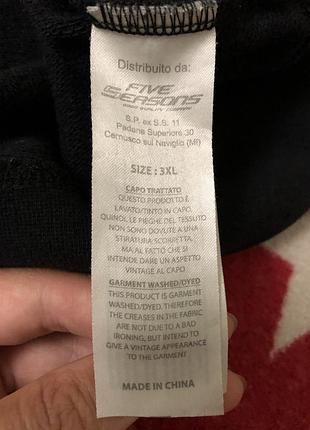 Distribuito da:
FIVE
SEASONS
S.P. ex S.S. 11
Padana Superiore 30
Cernusco sul Naviglio (MI)
SIZE : 3XL
CAPO TRATTATO
QUESTO PRODOTTO È
LAVATO/TINTO IN CAPO,
QUINDI, LE PIEGHE DEL TESSUTO
NON SONO DOVUTE A UNA
STIRATURA SCORRETTA,
MA AL FATTO CHE SI
INTENDE DARE UN ASPETTO
VINTAGE AL CAPO
GARMENT WASHED/DYED
THIS PRODUCT IS GARMENT
WASHED/DYED. THEREFORE
THE CREASES IN THE FABRIC
ARE NOT DUE TO A BAD
IRONING, BUT INTEND TO
GIVE A VINTAGE APPEARANCE
TO THE GARMENT
MADE IN CHINA